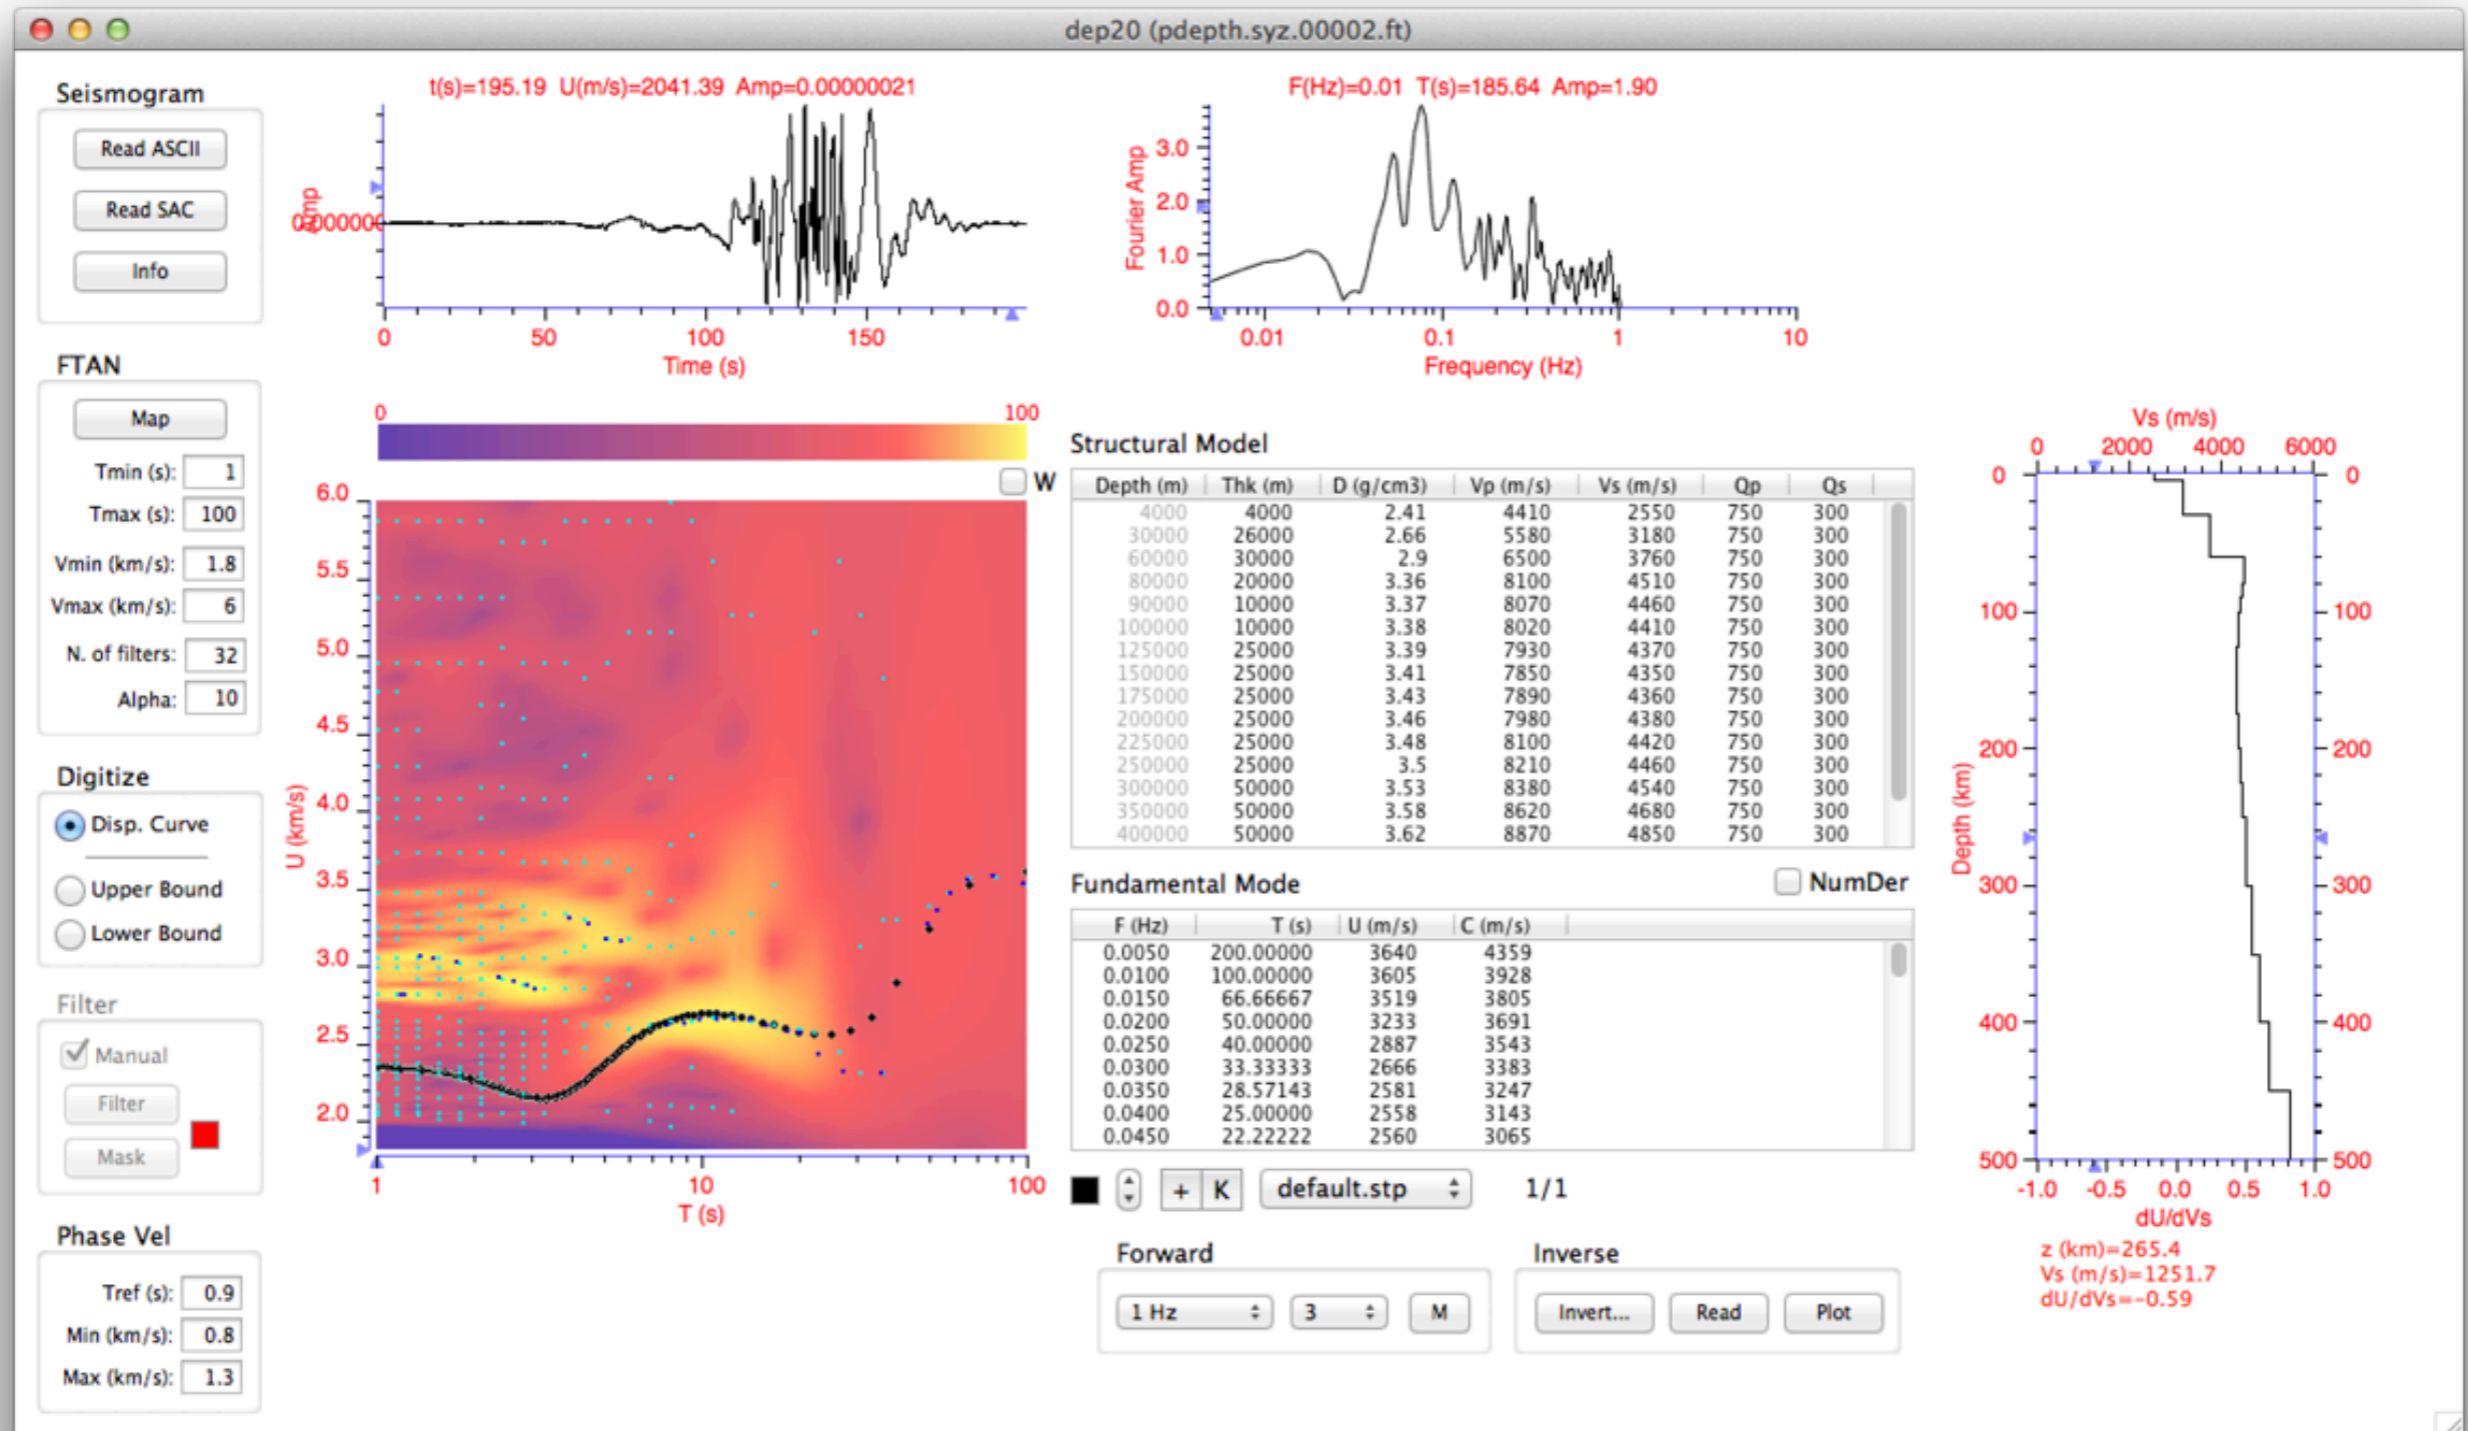 dep20 (pdepth.syz.00002.ft)
Seismogram
Read ASCII
Read SAC
Info
FTAN
Map
Tmin (s): 1
Tmax (s): 100
Vmin (km/s): 1.8
Vmax (km/s): 6
N. of filters: 32
Alpha: 10
Digitize
Disp. Curve
Upper Bound
Lower Bound
Filter
Manual
Filter
Mask
Phase Vel
Tref (s): 0.9
Min (km/s): 0.8
Max (km/s): 1.3
t(s)=195.19 U(m/s)=2041.39 Amp=0.00000021
Amp
0 50 100 150
Time (s)
F(Hz)=0.01 T(s)=185.64 Amp=1.90
Fourier Amp
3.0
2.0
1.0
0.0
0.01 0.1 1 10
Frequency (Hz)
0 100
W
U (km/s)
6.0
5.5
5.0
4.5
4.0
3.5
3.0
2.5
2.0
1 10 100
T (s)
Structural Model
Depth (m) Thk (m) D (g/cm3) Vp (m/s) Vs (m/s) Qp Qs
4000 4000 2.41 4410 2550 750 300
30000 26000 2.66 5580 3180 750 300
60000 30000 2.9 6500 3760 750 300
80000 20000 3.36 8100 4510 750 300
90000 10000 3.37 8070 4460 750 300
100000 10000 3.38 8020 4410 750 300
125000 25000 3.39 7930 4370 750 300
150000 25000 3.41 7850 4350 750 300
175000 25000 3.43 7890 4360 750 300
200000 25000 3.46 7980 4380 750 300
225000 25000 3.48 8100 4420 750 300
250000 25000 3.5 8210 4460 750 300
300000 50000 3.53 8380 4540 750 300
350000 50000 3.58 8620 4680 750 300
400000 50000 3.62 8870 4850 750 300
Fundamental Mode
NumDer
F (Hz) T (s) U (m/s) C (m/s)
0.0050 200.00000 3640 4359
0.0100 100.00000 3605 3928
0.0150 66.66667 3519 3805
0.0200 50.00000 3233 3691
0.0250 40.00000 2887 3543
0.0300 33.33333 2666 3383
0.0350 28.57143 2581 3247
0.0400 25.00000 2558 3143
0.0450 22.22222 2560 3065
+ K default.stp 1/1
Forward
1 Hz 3 M
Inverse
Invert... Read Plot
Vs (m/s)
0 2000 4000 6000
Depth (km)
0 0
100 100
200 200
300 300
400 400
500 500
-1.0 -0.5 0.0 0.5 1.0
dU/dVs
z (km)=265.4
Vs (m/s)=1251.7
dU/dVs=-0.59